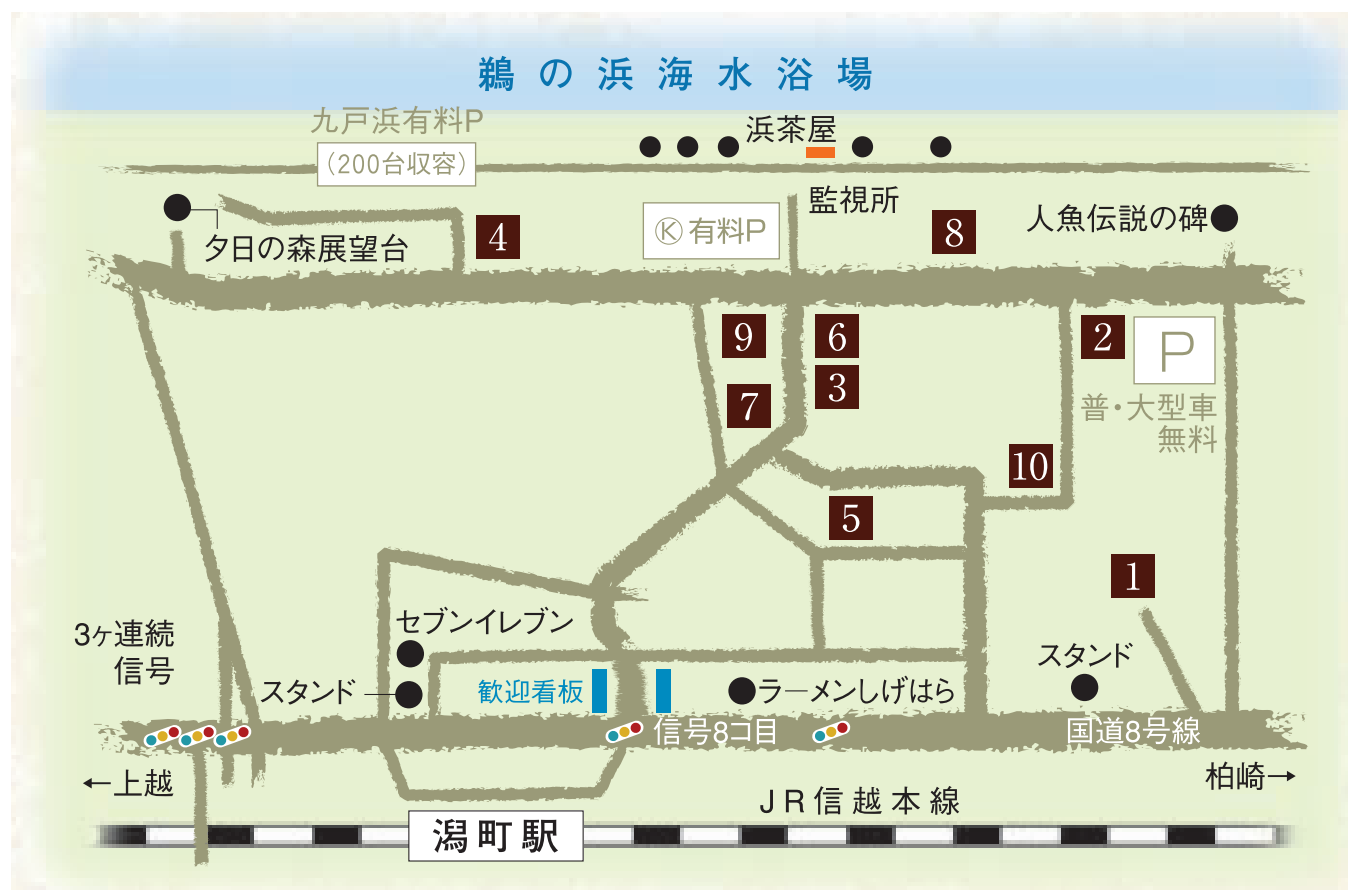 鵜の浜海水浴場
九戸浜有料P
（200台収容）
浜茶屋
監視所
Ⓚ有料P
人魚伝説の碑
夕日の森展望台
4
8
9
6
2
P
3
7
普・大型車
無料
10
5
1
セブンイレブン
3ヶ連続
信号
スタンド
歓迎看板
ラーメンしげはら
スタンド
信号8コ目
国道8号線
←上越
柏崎→
JR信越本線
潟町駅